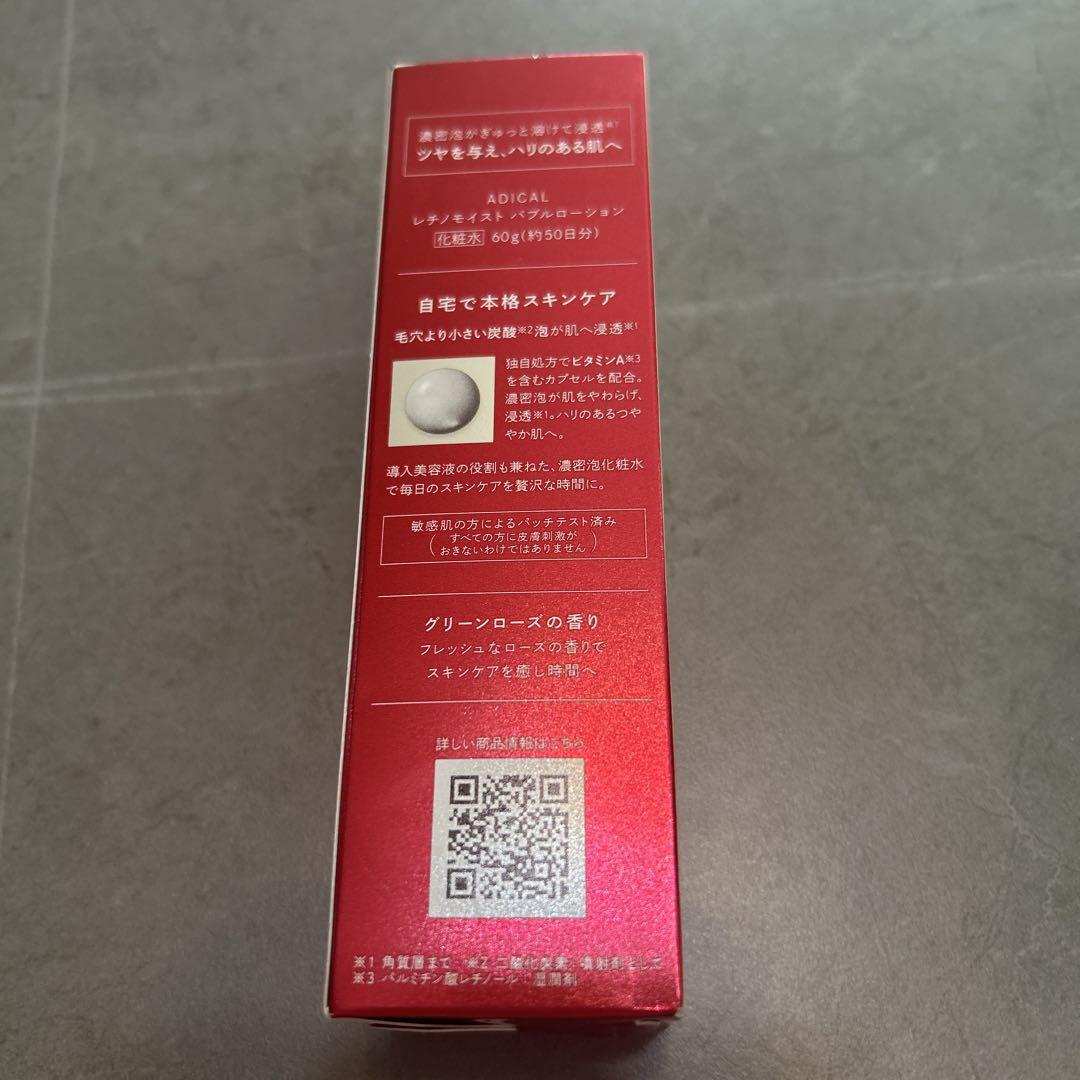 濃密泡がぎゅっと溶けて浸透※1
ツヤを与え、ハリのある肌へ
ADICAL
レチノモイスト バブルローション
化粧水 60g(約50日分)
自宅で本格スキンケア
毛穴より小さい炭酸※2泡が肌へ浸透※1
独自処方でビタミンA※3
を含むカプセルを配合。
濃密泡が肌をやわらげ、
浸透※1。ハリのあるつや
やか肌へ。
導入美容液の役割も兼ねた、濃密泡化粧水
で毎日のスキンケアを贅沢な時間に。
敏感肌の方によるパッチテスト済み
(すべての方に皮膚刺激が
おきないわけではありません)
グリーンローズの香り
フレッシュなローズの香りで
スキンケアを癒し時間へ
詳しい商品情報はこちら
※1 角質層まで ※2 二酸化炭素:噴射剤として
※3 パルミチン酸レチノール:湿潤剤